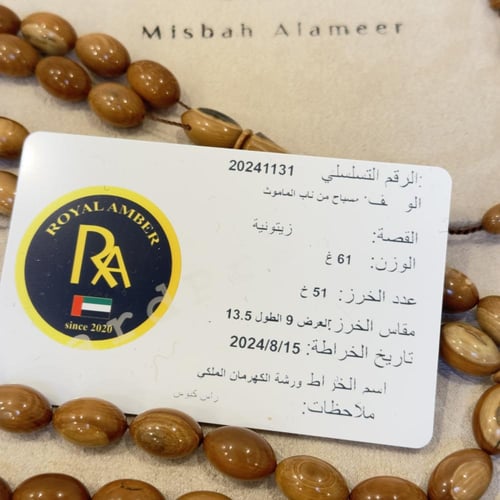 Misbah Alameer
ROYAL AMBER
RA
since 2020
الرقم التسلسلي: 20241131
الو ف: مسباح من ناب الماموث
القصة: زيتونية
الوزن: 61 غ
عدد الخرز: 51 خ
مقاس الخرز: العرض 9 الطول 13.5
تاريخ الخراطة: 2024/8/15
اسم الخراط ورشة الكهرمان الملكي
ملاحظات: راس كبوس